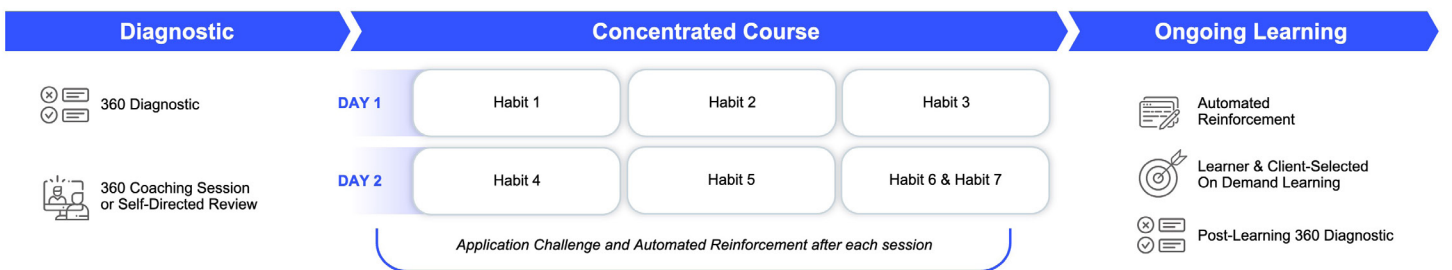 Diagnostic
360 Diagnostic
360 Coaching Session
or Self-Directed Review
Concentrated Course
DAY 1
Habit 1
Habit 2
Habit 3
DAY 2
Habit 4
Habit 5
Habit 6 & Habit 7
Application Challenge and Automated Reinforcement after each session
Ongoing Learning
Automated
Reinforcement
Learner & Client-Selected
On Demand Learning
Post-Learning 360 Diagnostic